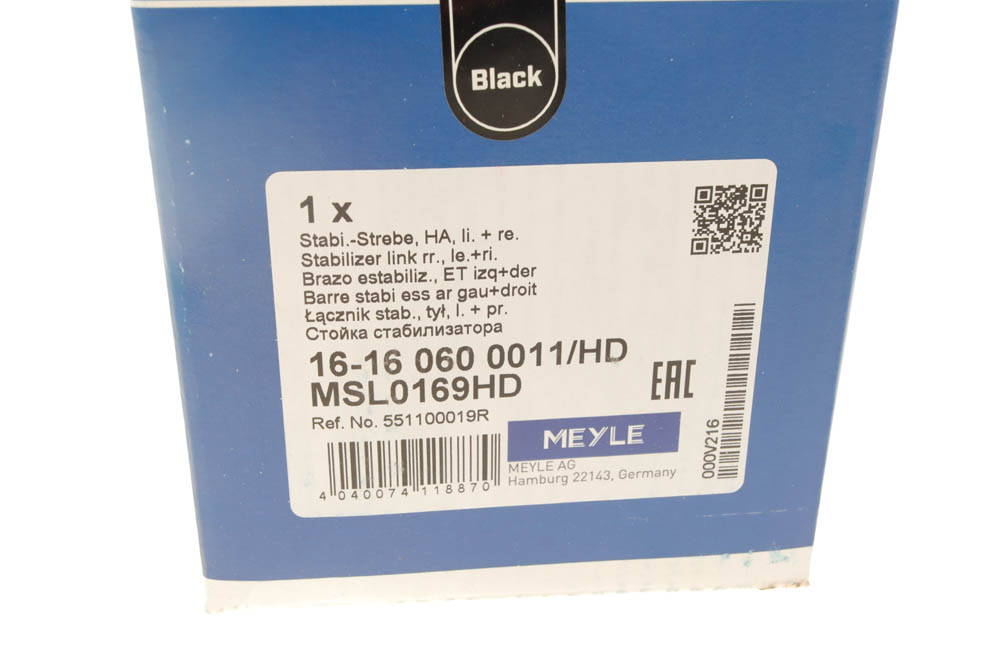 Black
1 x
Stabi.-Strebe, HA, li. + re.
Stabilizer link rr., le.+ri.
Brazo estabiliz., ET izq+der
Barre stabi ess ar gau+droit
Łącznik stab., tył, l. + pr.
Стойка стабилизатора
16-16 060 0011/HD
MSL0169HD
EAC
Ref. No. 551100019R
MEYLE
MEYLE AG
Hamburg 22143, Germany
4 040074 118870
000V216